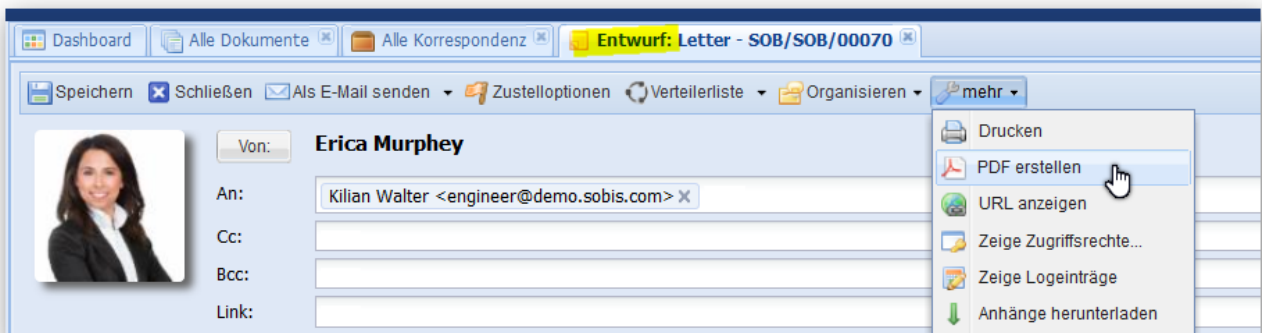 Dashboard Alle Dokumente Alle Korrespondenz Entwurf: Letter - SOB/SOB/00070
Speichern Schließen Als E-Mail senden Zustelloptionen Verteilerliste Organisieren mehr
Drucken
Von: Erica Murphey
PDF erstellen
An: Kilian Walter <engineer@demo.sobis.com>
URL anzeigen
Cc:
Zeige Zugriffsrechte...
Bcc:
Zeige Logeinträge
Link:
Anhänge herunterladen